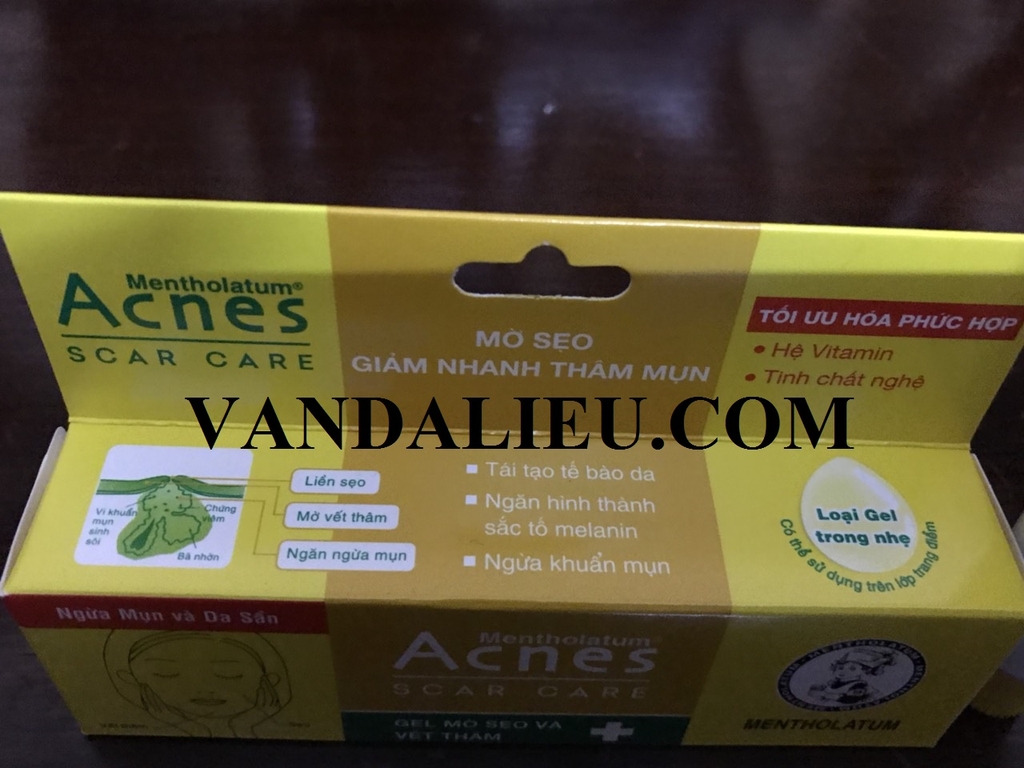 Mentholatum®
Acnes
SCAR CARE
MỜ SẸO
GIẢM NHANH THÂM MỤN
TỐI ƯU HÓA PHỨC HỢP
• Hệ Vitamin
• Tinh chất nghệ
VANDALIEU.COM
Vi khuẩn
mụn
sinh
sôi
Chứng
viêm
Bã nhờn
Liền sẹo
Mờ vết thâm
Ngăn ngừa mụn
▪ Tái tạo tế bào da
▪ Ngăn hình thành
sắc tố melanin
▪ Ngừa khuẩn mụn
Loại Gel
trong nhẹ
Có thể sử dụng trên lớp trang điểm
Ngừa Mụn và Da Sần
Mentholatum®
Acnes
SCAR CARE
GEL MỜ SẸO VÀ
VẾT THÂM
MENTHOLATUM